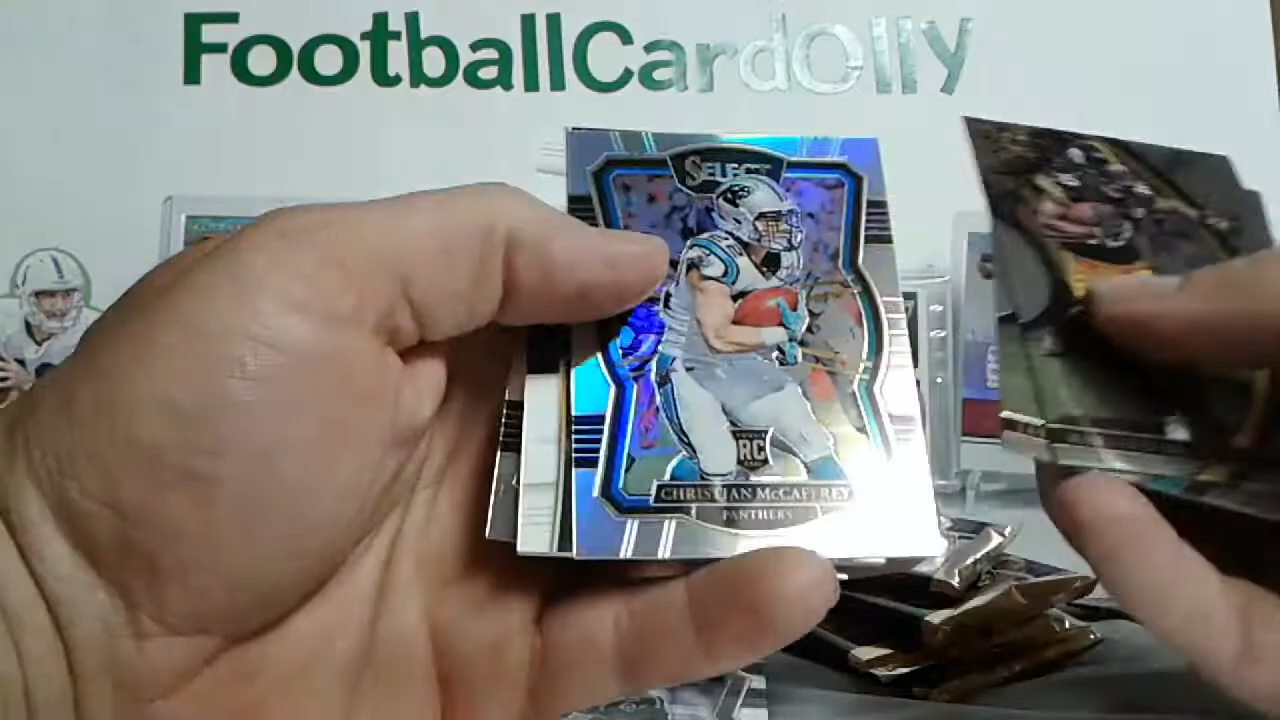 FootballCardOlly
SELECT
RC
CHRISTIAN McCAFFREY
PANTHERS